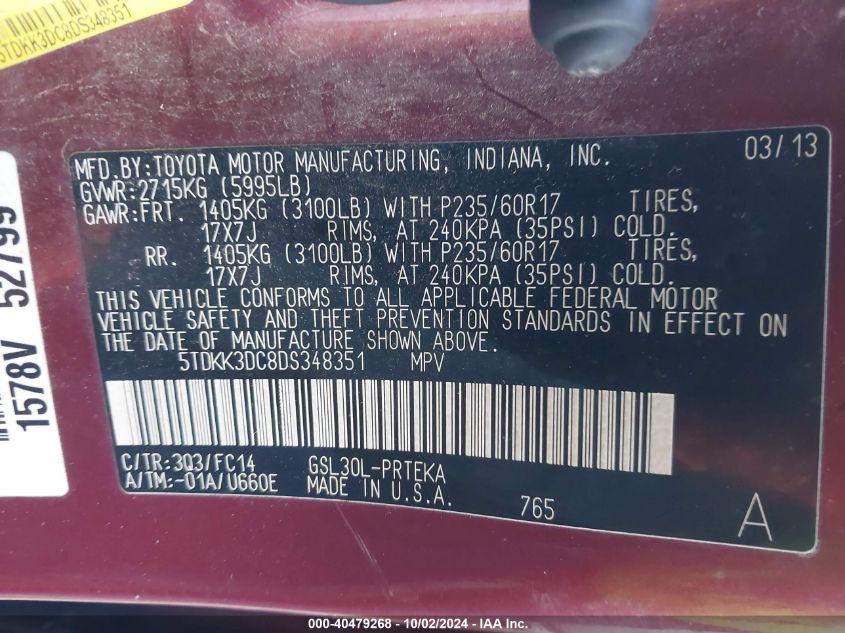 5TDKK3DC8DS348351
MFD.BY:TOYOTA MOTOR MANUFACTURING, INDIANA, INC. 03/13
GVWR:2715KG (5995LB)
GAWR:FRT. 1405KG (3100LB) WITH P235/60R17 TIRES,
17X7J RIMS, AT 240KPA (35PSI) COLD.
RR. 1405KG (3100LB) WITH P235/60R17 TIRES,
17X7J RIMS, AT 240KPA (35PSI) COLD.
THIS VEHICLE CONFORMS TO ALL APPLICABLE FEDERAL MOTOR
VEHICLE SAFETY AND THEFT PREVENTION STANDARDS IN EFFECT ON
THE DATE OF MANUFACTURE SHOWN ABOVE.
5TDKK3DC8DS348351 MPV
C/TR:3Q3/FC14 GSL30L-PRTEKA
A/TM:-01A/U660E MADE IN U.S.A. 765 A
1578V 52799
000-40479268 - 10/02/2024 - IAA Inc.